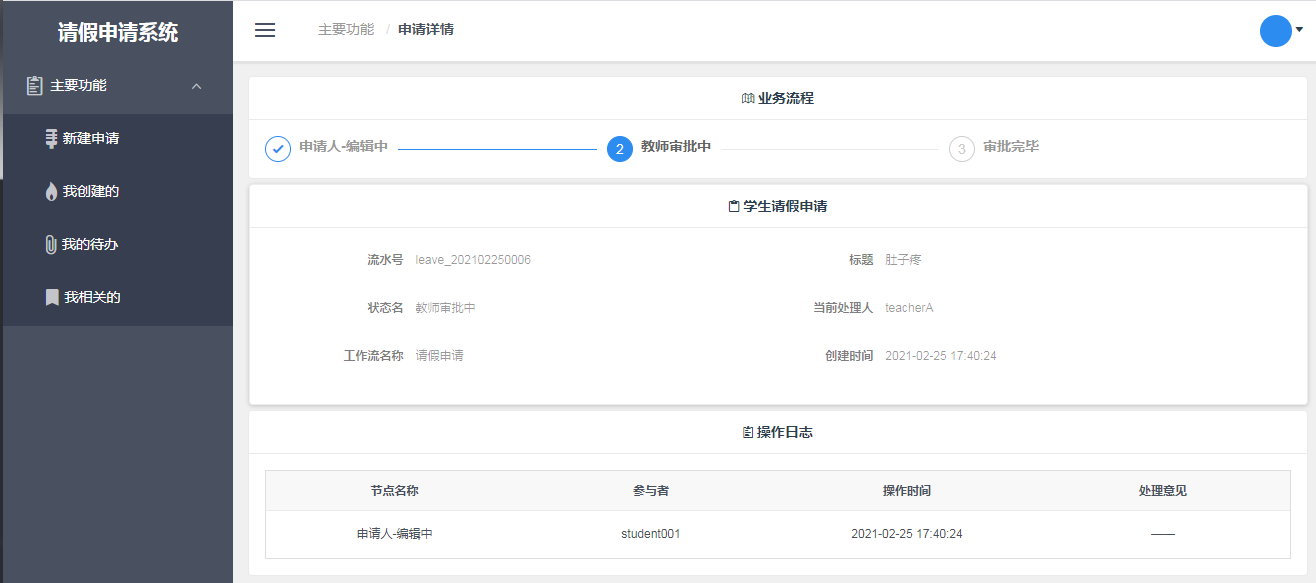 请假申请系统
主要功能 / 申请详情
主要功能
新建申请
我创建的
我的待办
我相关的
业务流程
申请人-编辑中 2 教师审批中 3 审批完毕
学生请假申请
流水号 leave_202102250006 标题 肚子疼
状态名 教师审批中 当前处理人 teacherA
工作流名称 请假申请 创建时间 2021-02-25 17:40:24
操作日志
节点名称 参与者 操作时间 处理意见
申请人-编辑中 student001 2021-02-25 17:40:24 ——